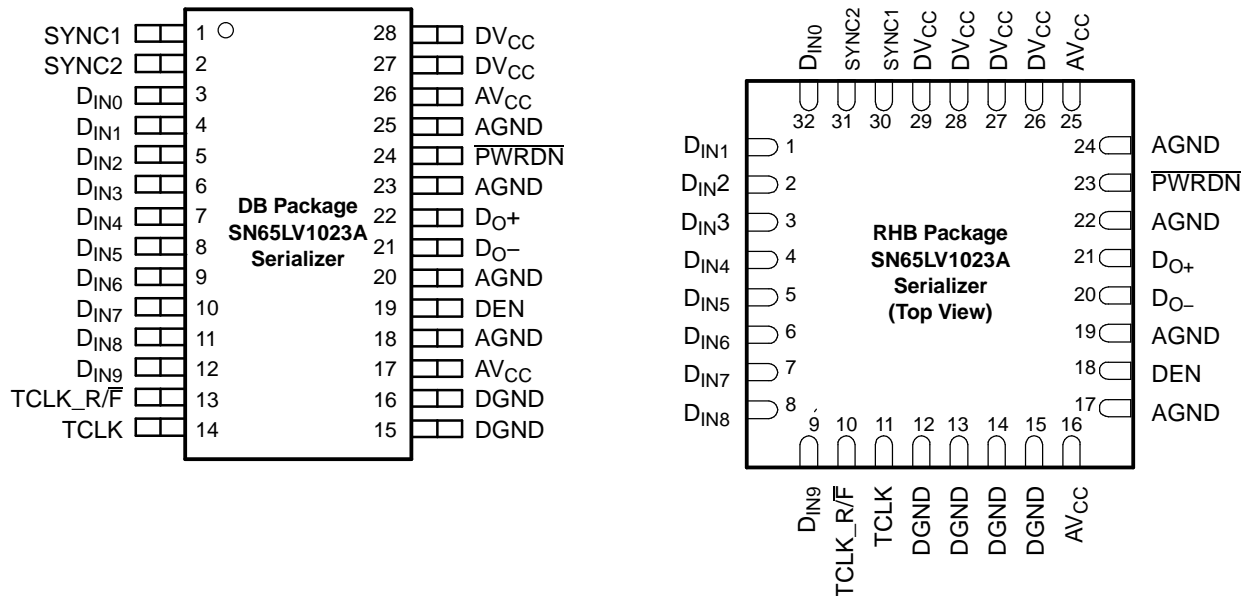 SYNC1 1 28 DVCC
SYNC2 2 27 DVCC
DIN0 3 26 AVCC
DIN1 4 25 AGND
DIN2 5 24 PWRDN
DIN3 6 23 AGND
DIN4 7 22 DO+
DIN5 8 21 DO−
DIN6 9 20 AGND
DIN7 10 19 DEN
DIN8 11 18 AGND
DIN9 12 17 AVCC
TCLK_R/F 13 16 DGND
TCLK 14 15 DGND
DB Package
SN65LV1023A
Serializer
DIN0 SYNC2 SYNC1 DVCC DVCC DVCC DVCC AVCC
32 31 30 29 28 27 26 25
DIN1 1 24 AGND
DIN2 2 23 PWRDN
DIN3 3 22 AGND
DIN4 4 21 DO+
DIN5 5 20 DO−
DIN6 6 19 AGND
DIN7 7 18 DEN
DIN8 8 17 AGND
RHB Package
SN65LV1023A
Serializer
(Top View)
9 10 11 12 13 14 15 16
DIN9 TCLK_R/F TCLK DGND DGND DGND DGND AVCC